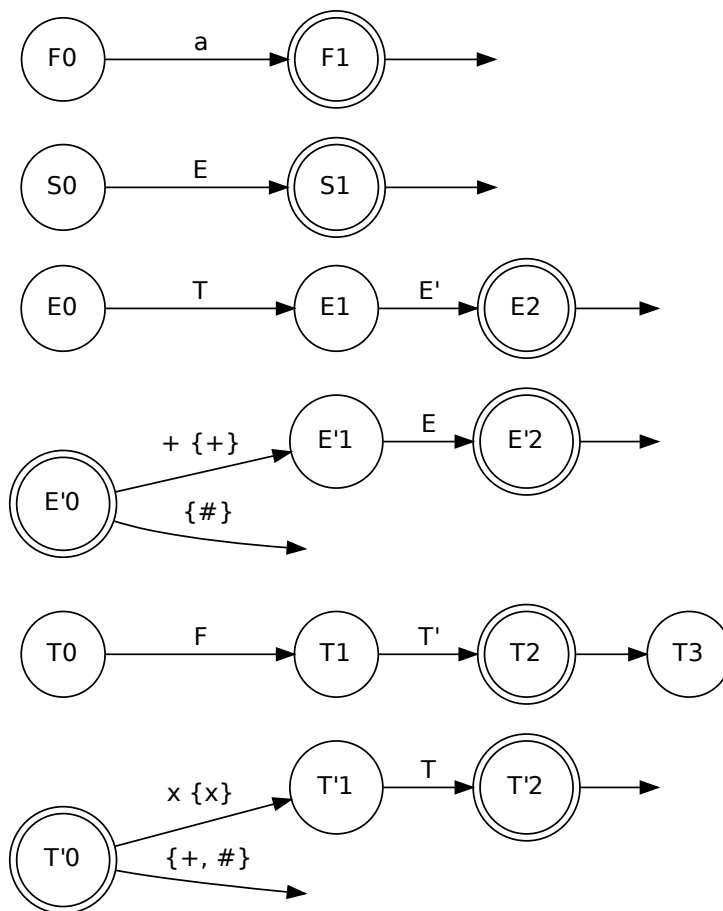 F0 a F1
S0 E S1
E0 T E1 E' E2
+ {+} E'1 E E'2
E'0 {#}
T0 F T1 T' T2 T3
x {x} T'1 T T'2
T'0 {+, #}